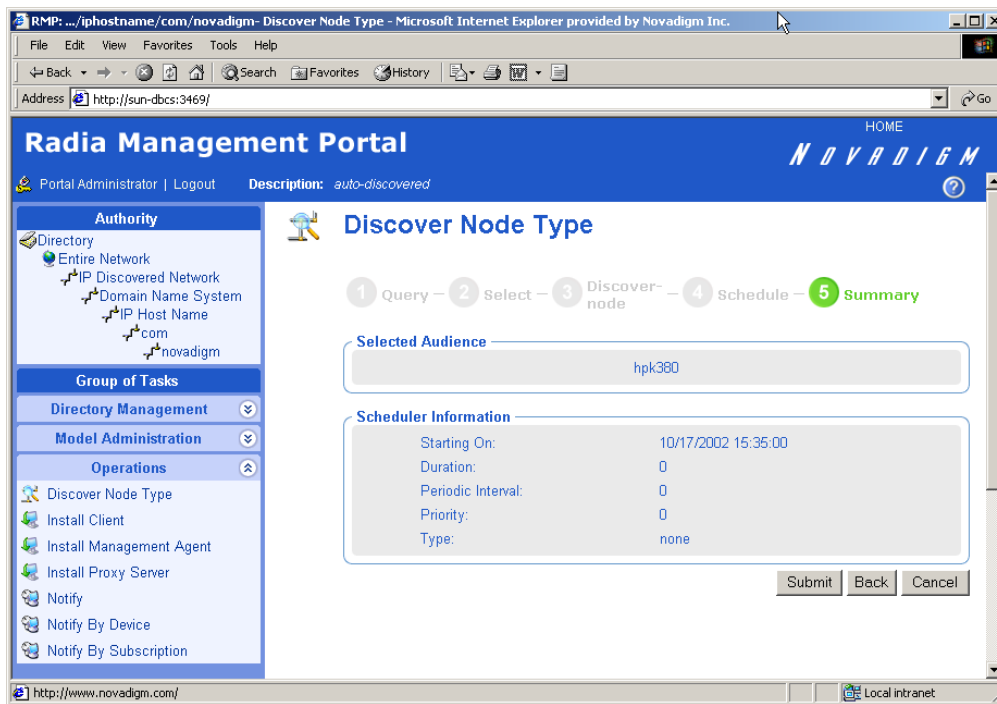 RMP: .../iphostname/com/novadigm- Discover Node Type - Microsoft Internet Explorer provided by Novadigm Inc.
File Edit View Favorites Tools Help
Back Search Favorites History
Address http://sun-dbcs:3469/ Go
Radia Management Portal
HOME
NOVADIGM
Portal Administrator | Logout Description: auto-discovered
Authority
Directory
Entire Network
IP Discovered Network
Domain Name System
IP Host Name
com
novadigm
Group of Tasks
Directory Management
Model Administration
Operations
Discover Node Type
Install Client
Install Management Agent
Install Proxy Server
Notify
Notify By Device
Notify By Subscription
Discover Node Type
1 Query – 2 Select – 3 Discover-node – 4 Schedule – 5 Summary
Selected Audience
hpk380
Scheduler Information
Starting On: 10/17/2002 15:35:00
Duration: 0
Periodic Interval: 0
Priority: 0
Type: none
Submit Back Cancel
http://www.novadigm.com/ Local intranet